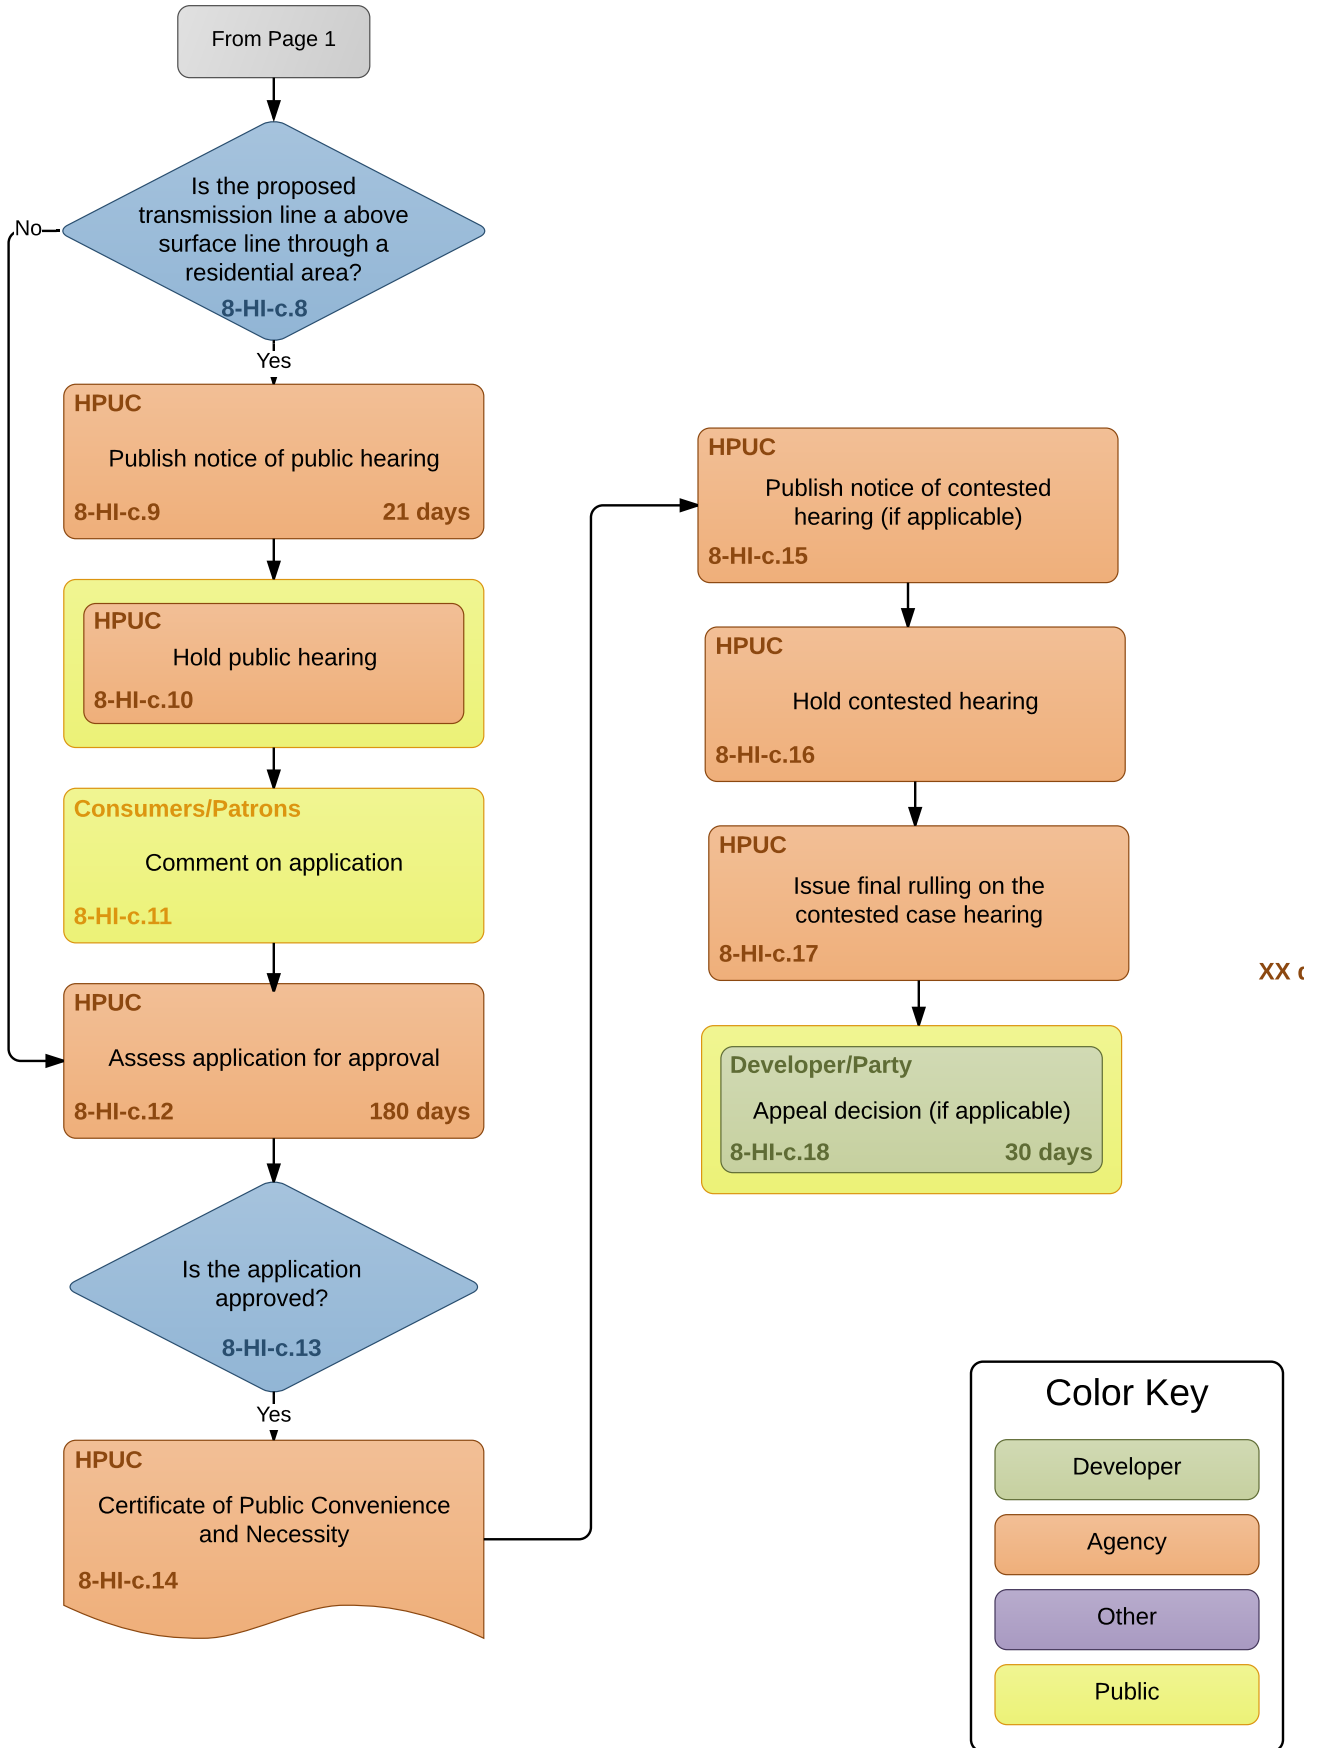 From Page 1
Is the proposed
transmission line a above
surface line through a
residential area?
8-HI-c.8
No
Yes
HPUC
Publish notice of public hearing
8-HI-c.9 21 days
HPUC
Hold public hearing
8-HI-c.10
Consumers/Patrons
Comment on application
8-HI-c.11
HPUC
Assess application for approval
8-HI-c.12 180 days
Is the application
approved?
8-HI-c.13
Yes
HPUC
Certificate of Public Convenience
and Necessity
8-HI-c.14
HPUC
Publish notice of contested
hearing (if applicable)
8-HI-c.15
HPUC
Hold contested hearing
8-HI-c.16
HPUC
Issue final rulling on the
contested case hearing
8-HI-c.17
XX
Developer/Party
Appeal decision (if applicable)
8-HI-c.18 30 days
Color Key
Developer
Agency
Other
Public